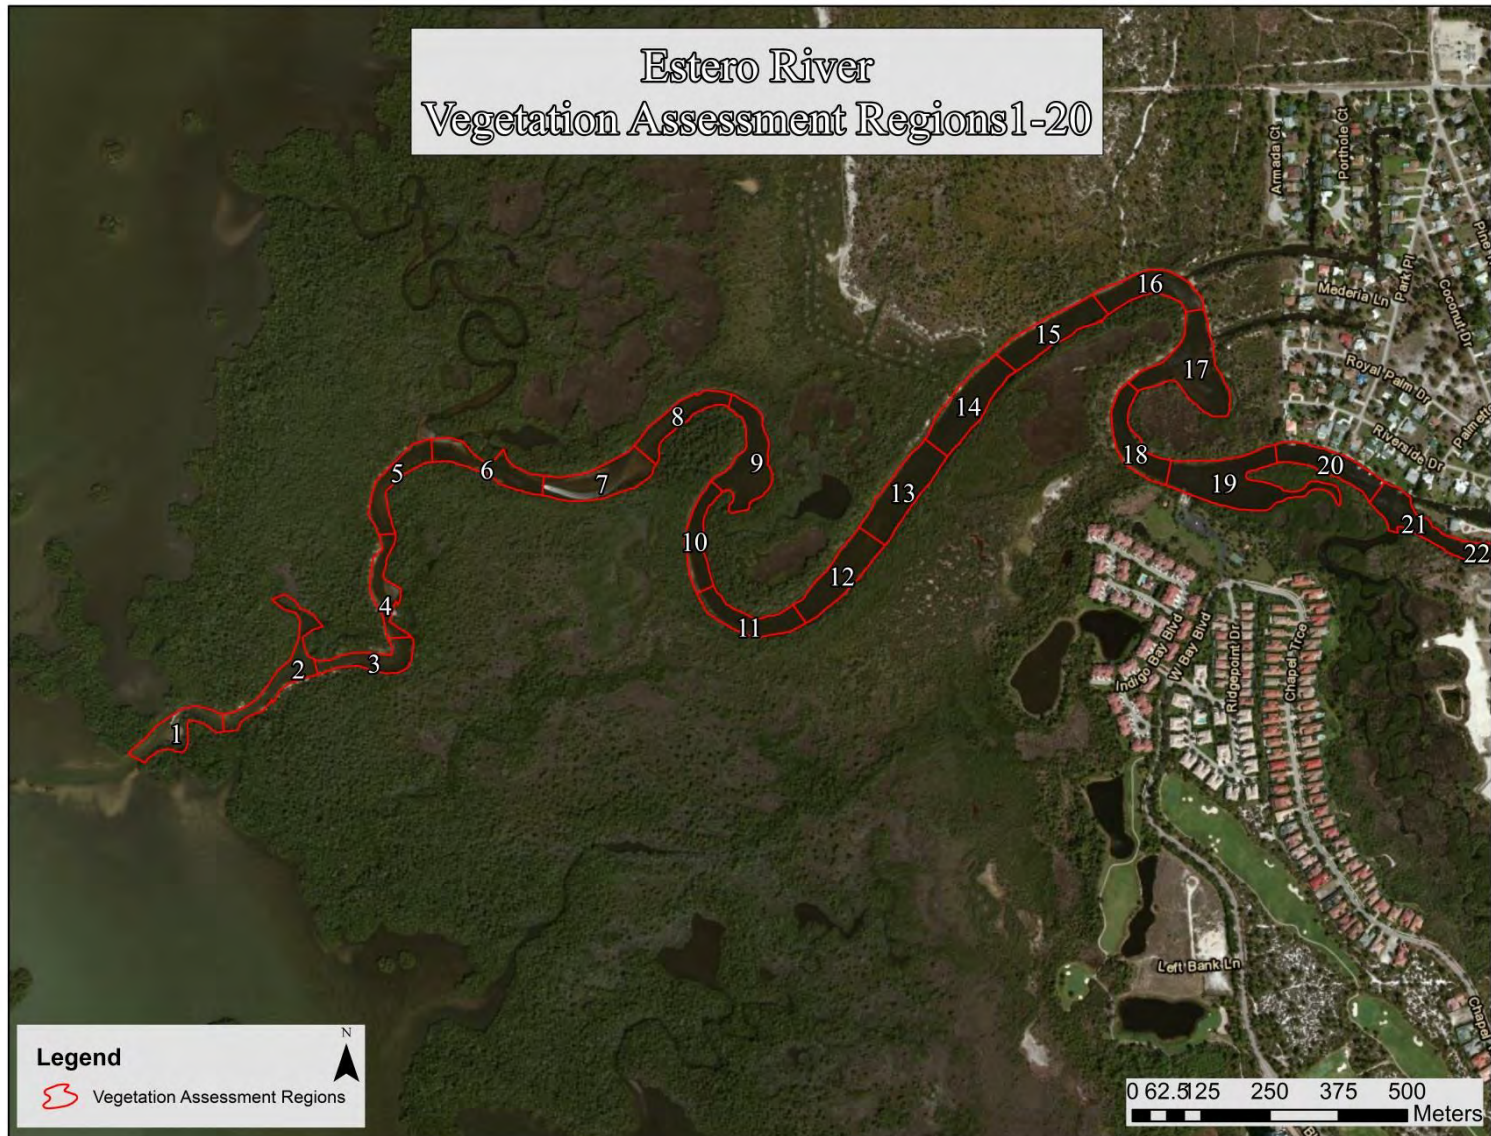 Estero River
Vegetation Assessment Regions1-20
Armada Ct
Porthole Ct
Park Pl
Coconut Dr
Mederia Ln
Royal Palm Dr
Riverside Dr
16
15
17
14
8
5
6
7
9
18
19
20
13
21
22
10
12
4
11
2
3
1
Indigo Bay Blvd
W Bay Blvd
Ridgepoint Dr
Chapel Trce
Left Bank Ln
Chapel
N
Legend
Vegetation Assessment Regions
0 62.5 125 250 375 500
Meters